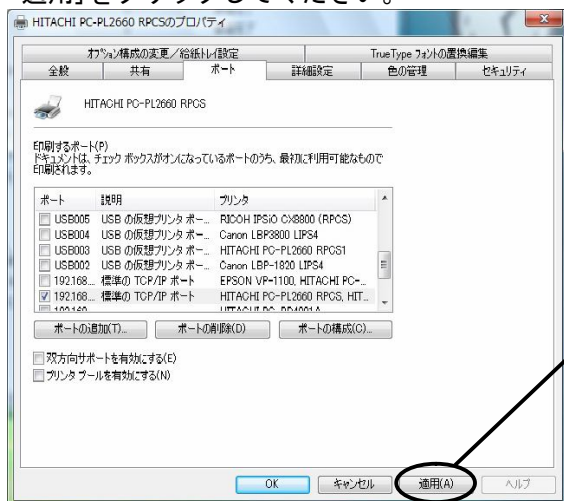 適用]をクリックしてください。
HITACHI PC-PL2660 RPCSのプロパティ
オプション構成の変更／給紙トレイ設定 TrueType フォントの置換編集
全般 共有 ポート 詳細設定 色の管理 セキュリティ
HITACHI PC-PL2660 RPCS
印刷するポート(P)
ドキュメントは、チェック ボックスがオンになっているポートのうち、最初に利用可能なもので
印刷されます。
ポート 説明 プリンタ
USB005 USB の仮想プリンタ ポー... RICOH IPSiO CX8800 (RPCS)
USB004 USB の仮想プリンタ ポー... Canon LBP3800 LIPS4
USB003 USB の仮想プリンタ ポー... HITACHI PC-PL2660 RPCS1
USB002 USB の仮想プリンタ ポー... Canon LBP-1820 LIPS4
192.168... 標準の TCP/IP ポート EPSON VP-1100, HITACHI PC-...
192.168... 標準の TCP/IP ポート HITACHI PC-PL2660 RPCS, HIT...
ポートの追加(T)... ポートの削除(D) ポートの構成(C)...
双方向サポートを有効にする(E)
プリンタ プールを有効にする(N)
OK キャンセル 適用(A) ヘルプ